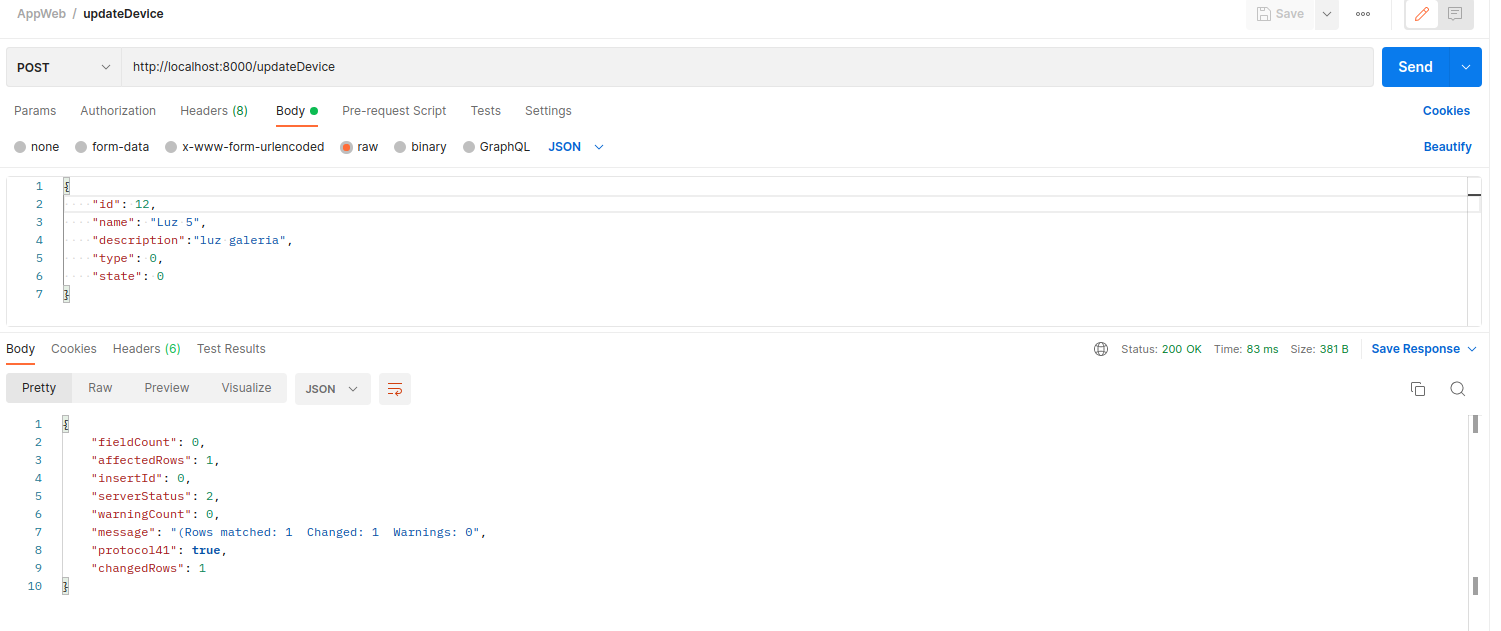 AppWeb / updateDevice Save
POST http://localhost:8000/updateDevice Send
Params Authorization Headers (8) Body Pre-request Script Tests Settings Cookies
none form-data x-www-form-urlencoded raw binary GraphQL JSON Beautify
1 {
2 "id": 12,
3 "name": "Luz 5",
4 "description":"luz galeria",
5 "type": 0,
6 "state": 0
7 }
Body Cookies Headers (6) Test Results Status: 200 OK Time: 83 ms Size: 381 B Save Response
Pretty Raw Preview Visualize JSON
1 {
2 "fieldCount": 0,
3 "affectedRows": 1,
4 "insertId": 0,
5 "serverStatus": 2,
6 "warningCount": 0,
7 "message": "(Rows matched: 1  Changed: 1  Warnings: 0",
8 "protocol41": true,
9 "changedRows": 1
10 }